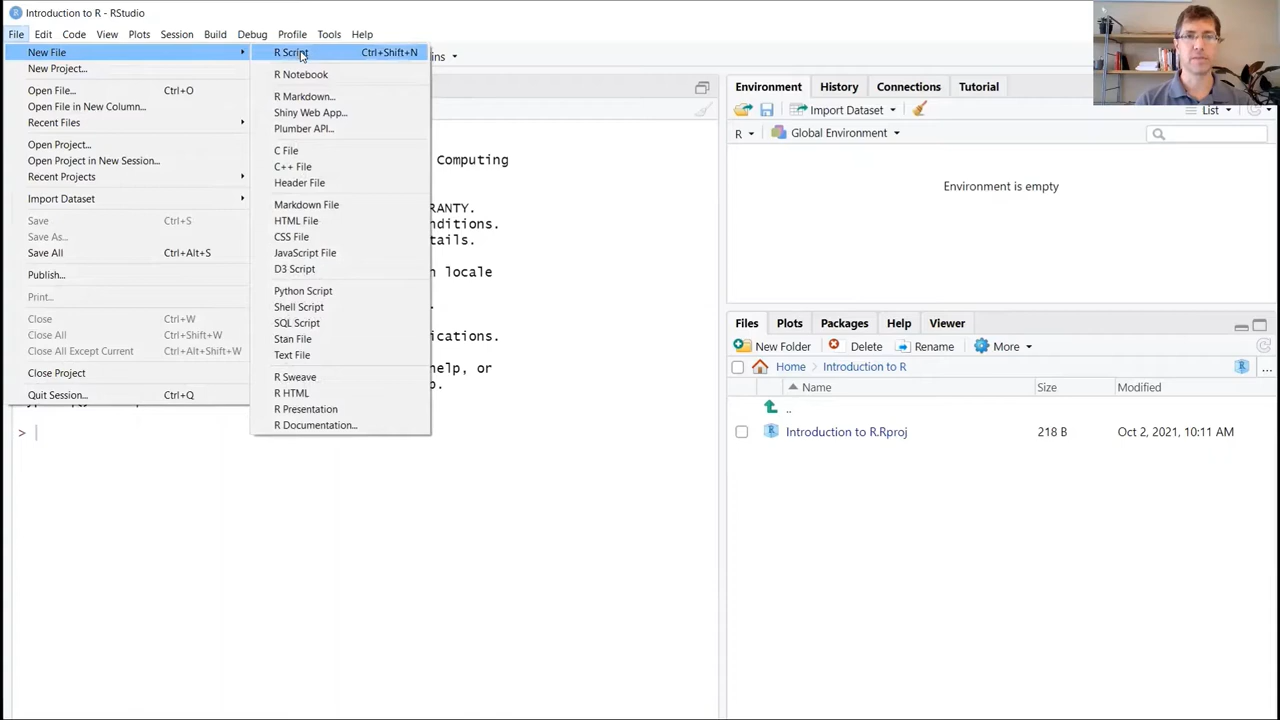 Introduction to R - RStudio
File Edit Code View Plots Session Build Debug Profile Tools Help
New File
New Project...
Open File... Ctrl+O
Open File in New Column...
Recent Files
Open Project...
Open Project in New Session...
Recent Projects
Import Dataset
Save Ctrl+S
Save As...
Save All Ctrl+Alt+S
Publish...
Print...
Close Ctrl+W
Close All Ctrl+Shift+W
Close All Except Current Ctrl+Alt+Shift+W
Close Project
Quit Session... Ctrl+Q
R Script Ctrl+Shift+N
R Notebook
R Markdown...
Shiny Web App...
Plumber API...
C File
C++ File
Header File
Markdown File
HTML File
CSS File
JavaScript File
D3 Script
Python Script
Shell Script
SQL Script
Stan File
Text File
R Sweave
R HTML
R Presentation
R Documentation...
ins
Computing
RANTY.
nditions.
tails.
locale
ications.
help, or
>
Environment History Connections Tutorial
Import Dataset List
R Global Environment
Environment is empty
Files Plots Packages Help Viewer
New Folder Delete Rename More
Home Introduction to R ...
Name Size Modified
..
Introduction to R.Rproj 218 B Oct 2, 2021, 10:11 AM